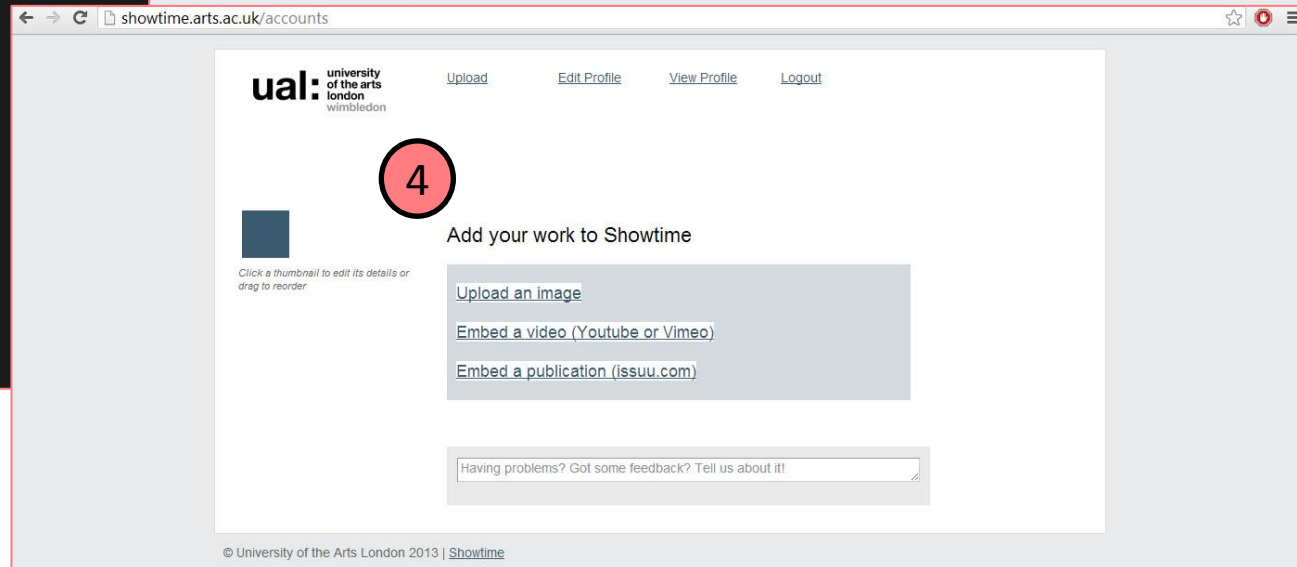 showtime.arts.ac.uk/accounts
ual: university of the arts london wimbledon
Upload Edit Profile View Profile Logout
4
Add your work to Showtime
Click a thumbnail to edit its details or
drag to reorder
Upload an image
Embed a video (Youtube or Vimeo)
Embed a publication (issuu.com)
Having problems? Got some feedback? Tell us about it!
© University of the Arts London 2013 | Showtime